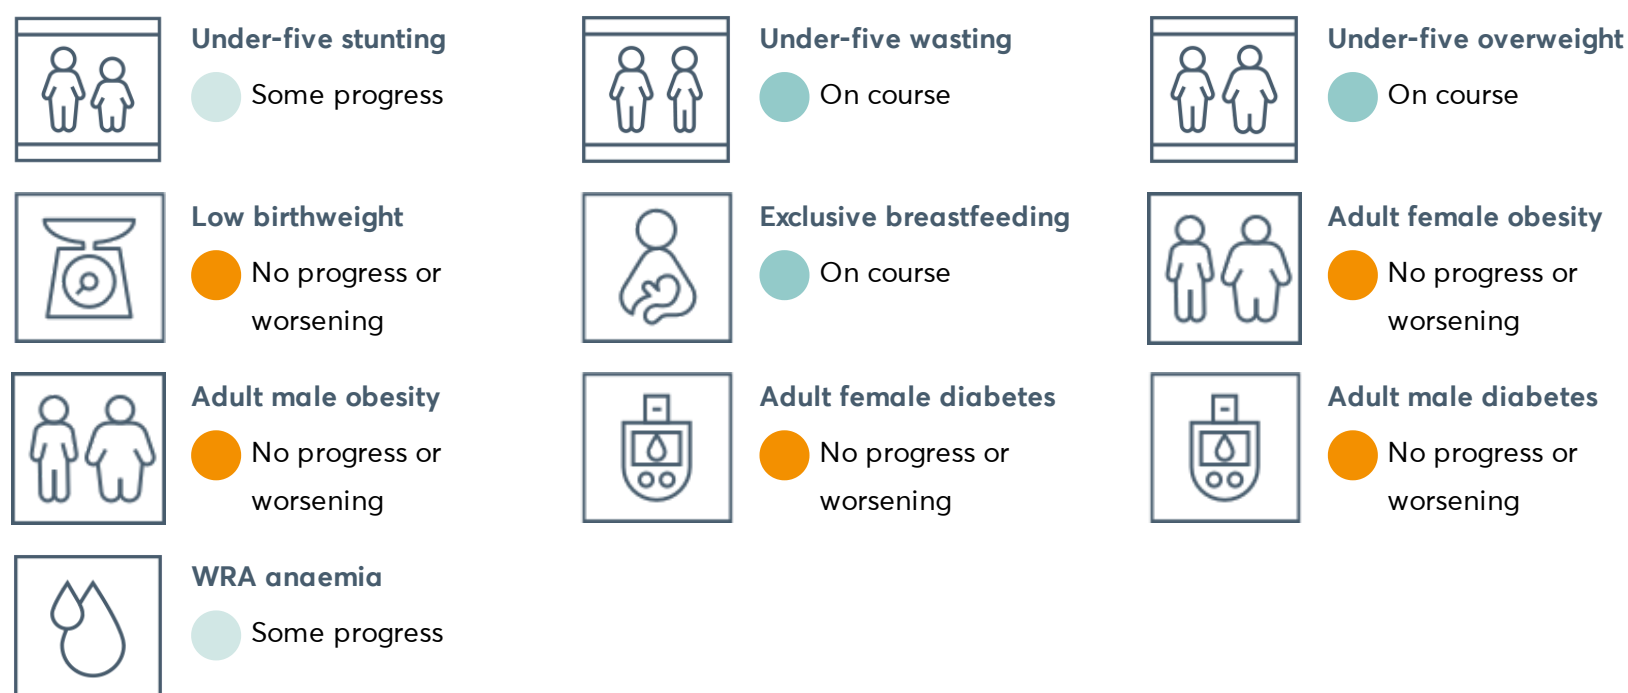 Under-five stunting
Some progress
Under-five wasting
On course
Under-five overweight
On course
Low birthweight
No progress or
worsening
Exclusive breastfeeding
On course
Adult female obesity
No progress or
worsening
Adult male obesity
No progress or
worsening
Adult female diabetes
No progress or
worsening
Adult male diabetes
No progress or
worsening
WRA anaemia
Some progress